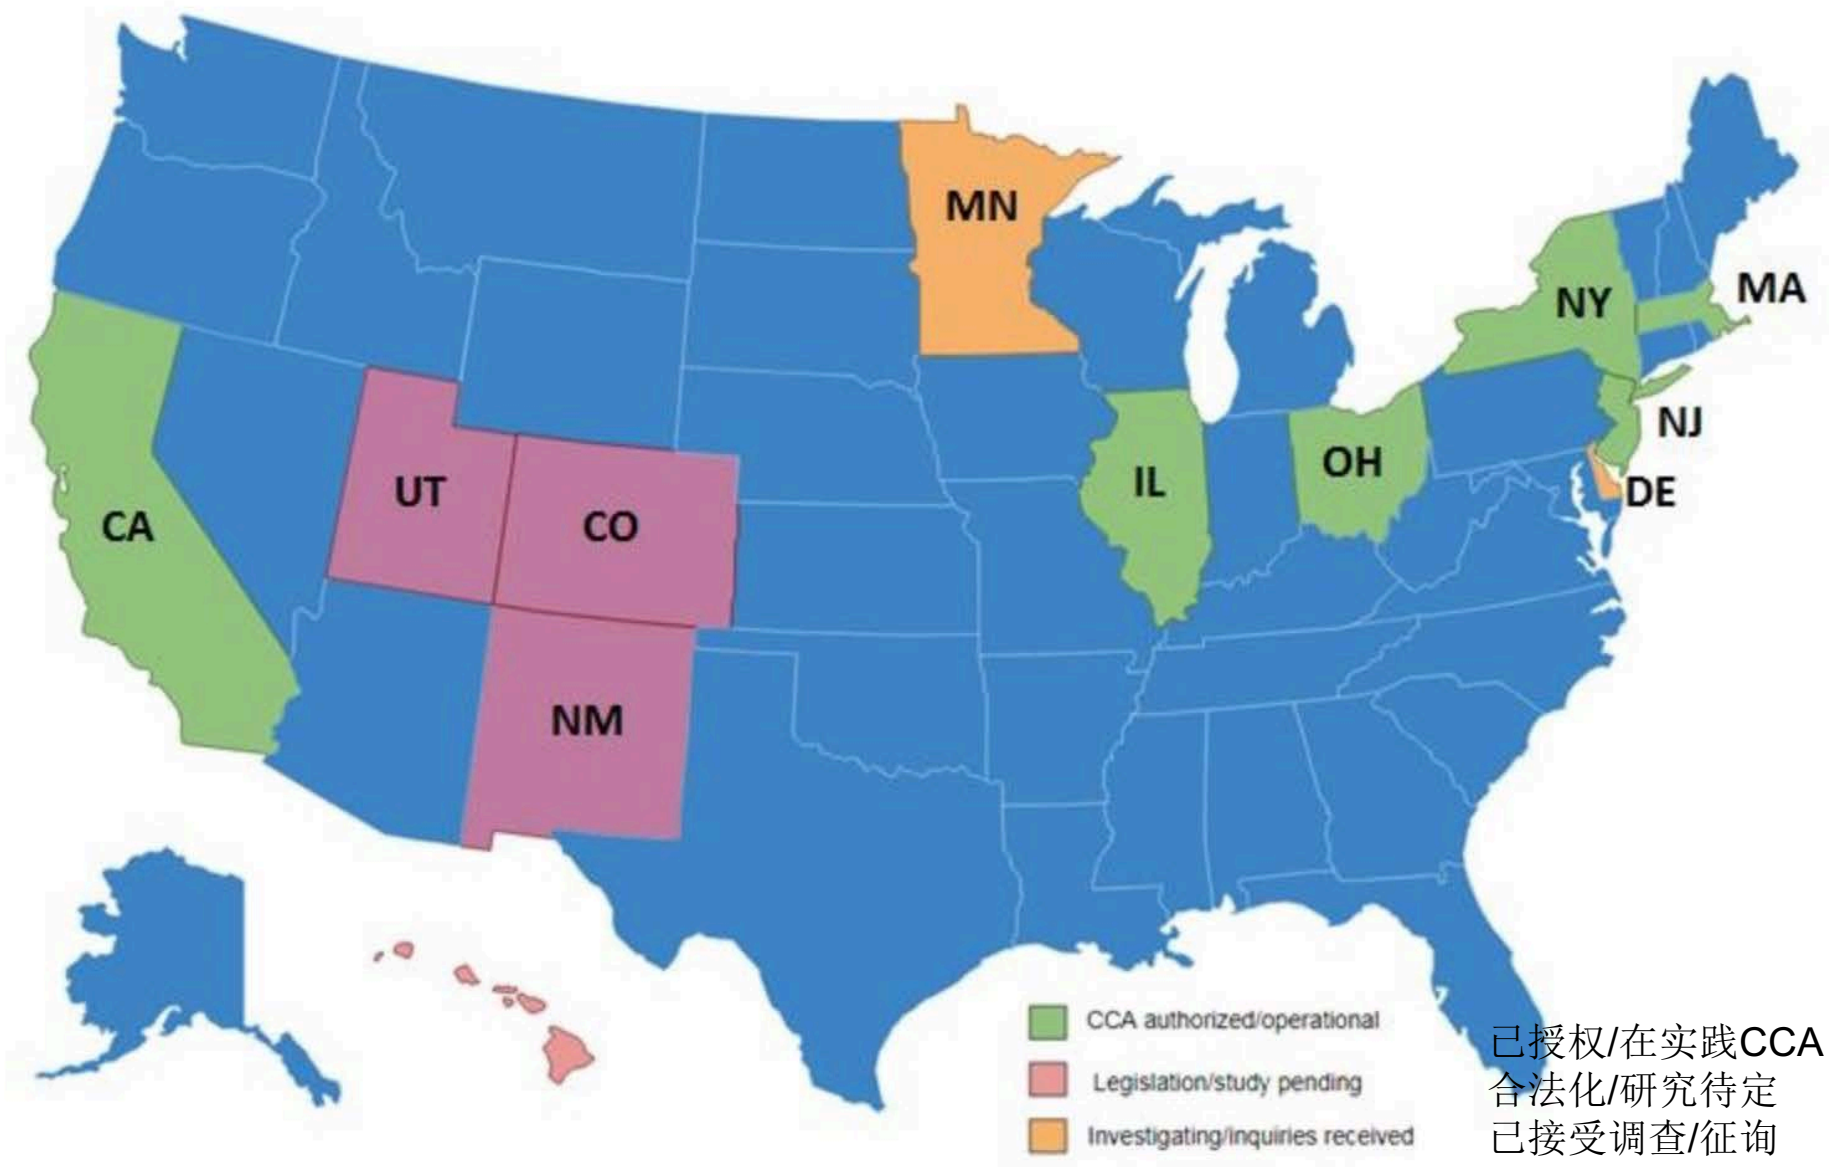 MN
NY
MA
NJ
IL
OH
DE
UT
CO
CA
NM
CCA authorized/operational
Legislation/study pending
Investigating/inquiries received
已授权/在实践CCA
合法化/研究待定
已接受调查/征询